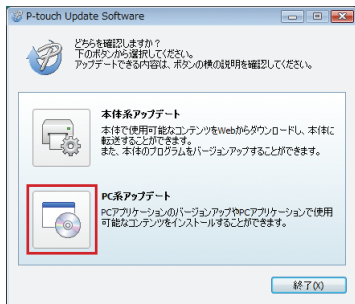 P-touch Update Software
どちらを確認しますか？
下のボタンから選択してください。
アップデートできる内容は、ボタンの横の説明を確認してください。
本体系アップデート
本体で使用可能なコンテンツをWebからダウンロードし、本体に
転送することができます。
また、本体のプログラムをバージョンアップすることができます。
PC系アップデート
PCアプリケーションのバージョンアップやPCアプリケーションで使用
可能なコンテンツをインストールすることができます。
終了(X)